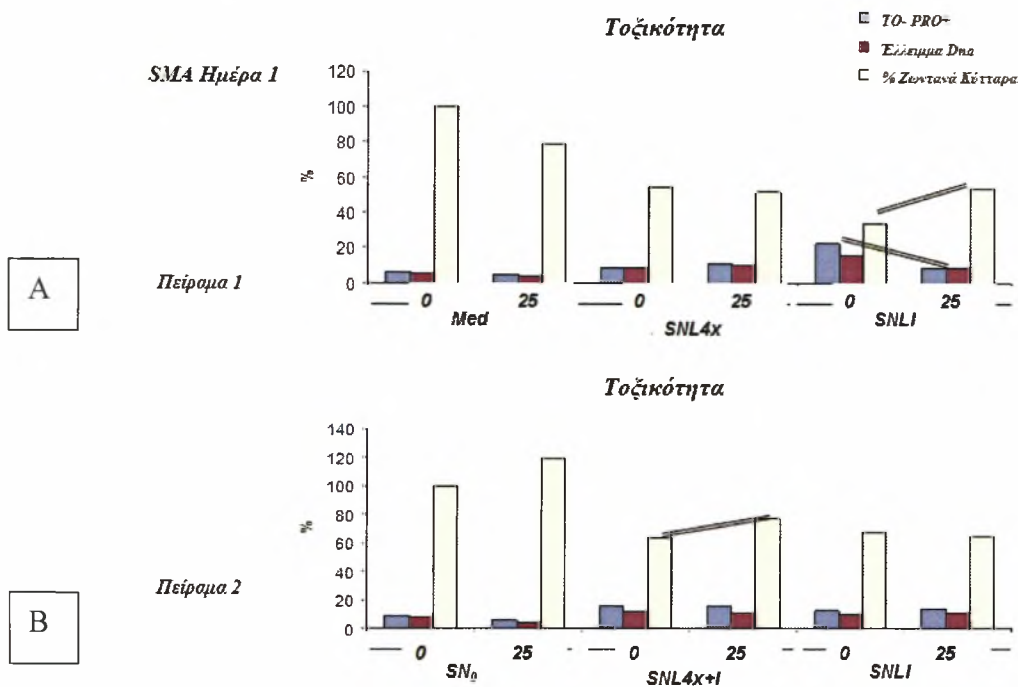 Τοξικότητα
TO- PRO+
Έλλειμμα Dna
% Ζωντανά Κύτταρα
SMA Ημέρα 1
120
100
80
60
40
20
0
%
A
Πείραμα 1
0 25 0 25 0 25
Med SNL4x SNLI
Τοξικότητα
140
120
100
80
60
40
20
0
%
B
Πείραμα 2
0 25 0 25 0 25
SN0 SNL4x+I SNLI